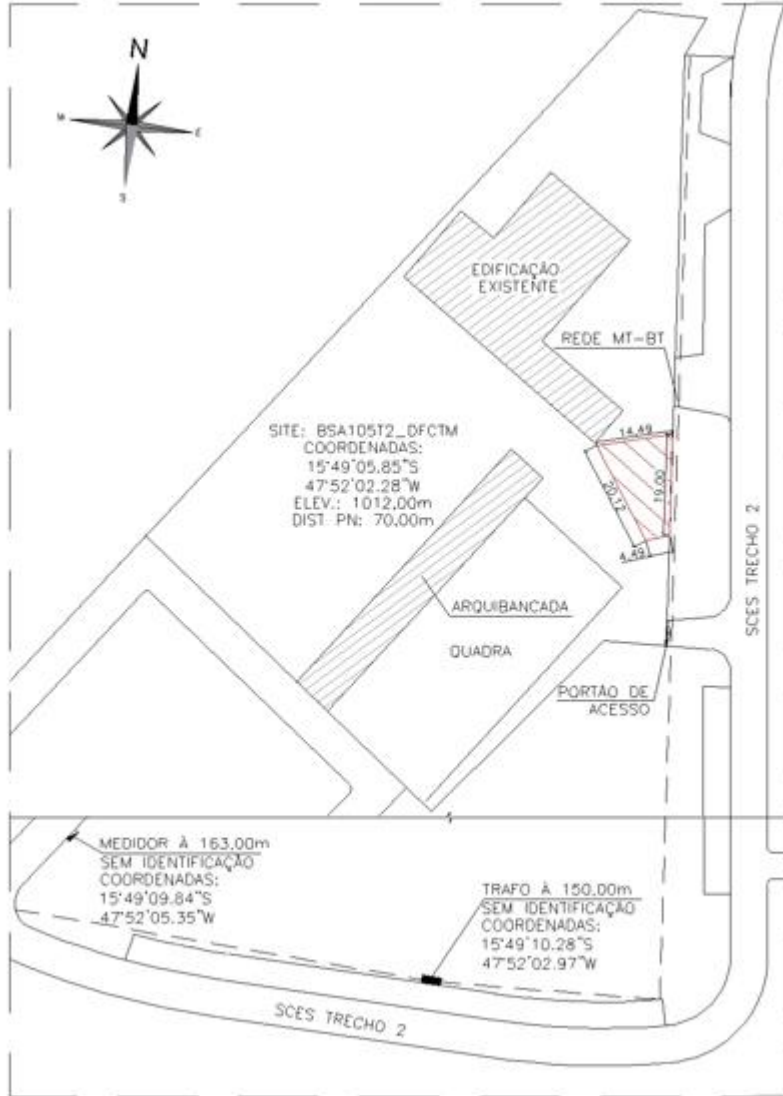 N
W
E
S
EDIFICAÇÃO
EXISTENTE
REDE MT-BT
14.49
SITE: BSA105T2_DFCTM
COORDENADAS:
15°49'05.85"S
47°52'02.28"W
ELEV.: 1012,00m
DIST PN: 70.00m
20.12
19.00
4.49
SCES TRECHO 2
ARQUIBANCADA
QUADRA
PORTÃO DE
ACESSO
MEDIDOR À 163.00m
SEM IDENTIFICAÇÃO
COORDENADAS:
15°49'09.84"S
47°52'05.35"W
TRAFO À 150.00m
SEM IDENTIFICAÇÃO
COORDENADAS:
15°49'10.28"S
47°52'02.97"W
SCES TRECHO 2